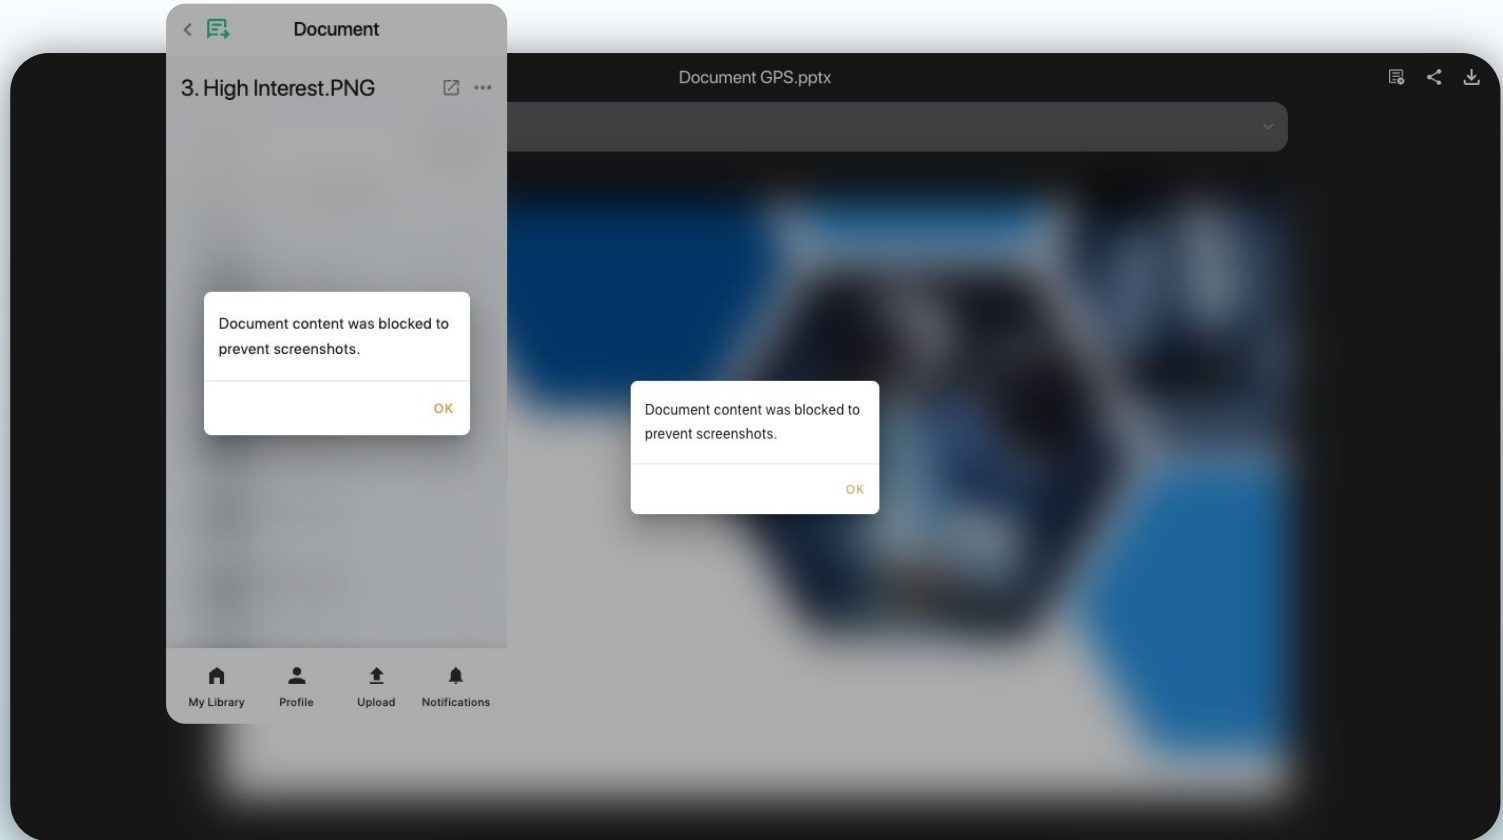 Document
3. High Interest.PNG
Document content was blocked to
prevent screenshots.
OK
My Library
Profile
Upload
Notifications
Document GPS.pptx
Document content was blocked to
prevent screenshots.
OK